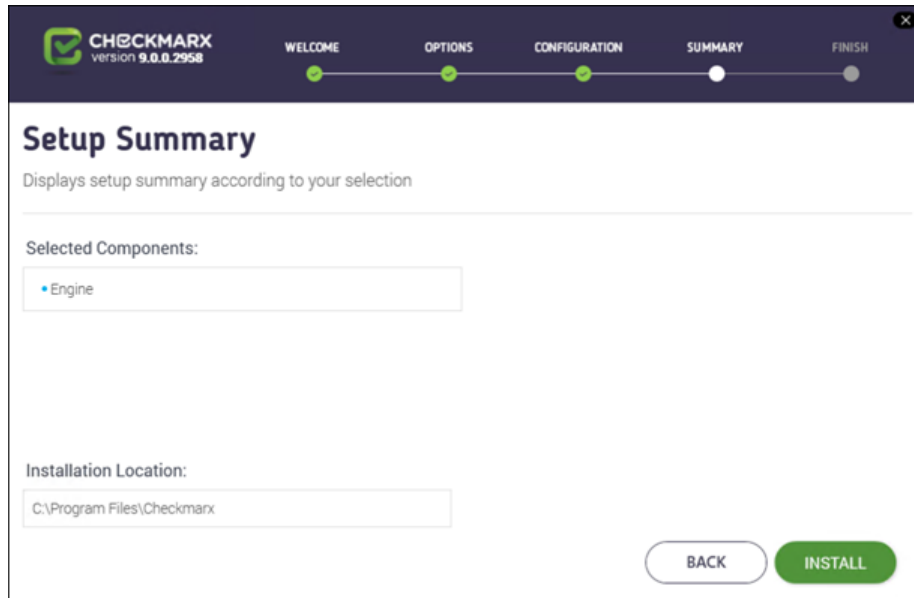 CHECKMARX
version 9.0.0.2958
WELCOME
OPTIONS
CONFIGURATION
SUMMARY
FINISH
Setup Summary
Displays setup summary according to your selection
Selected Components:
• Engine
Installation Location:
C:\Program Files\Checkmarx
BACK
INSTALL